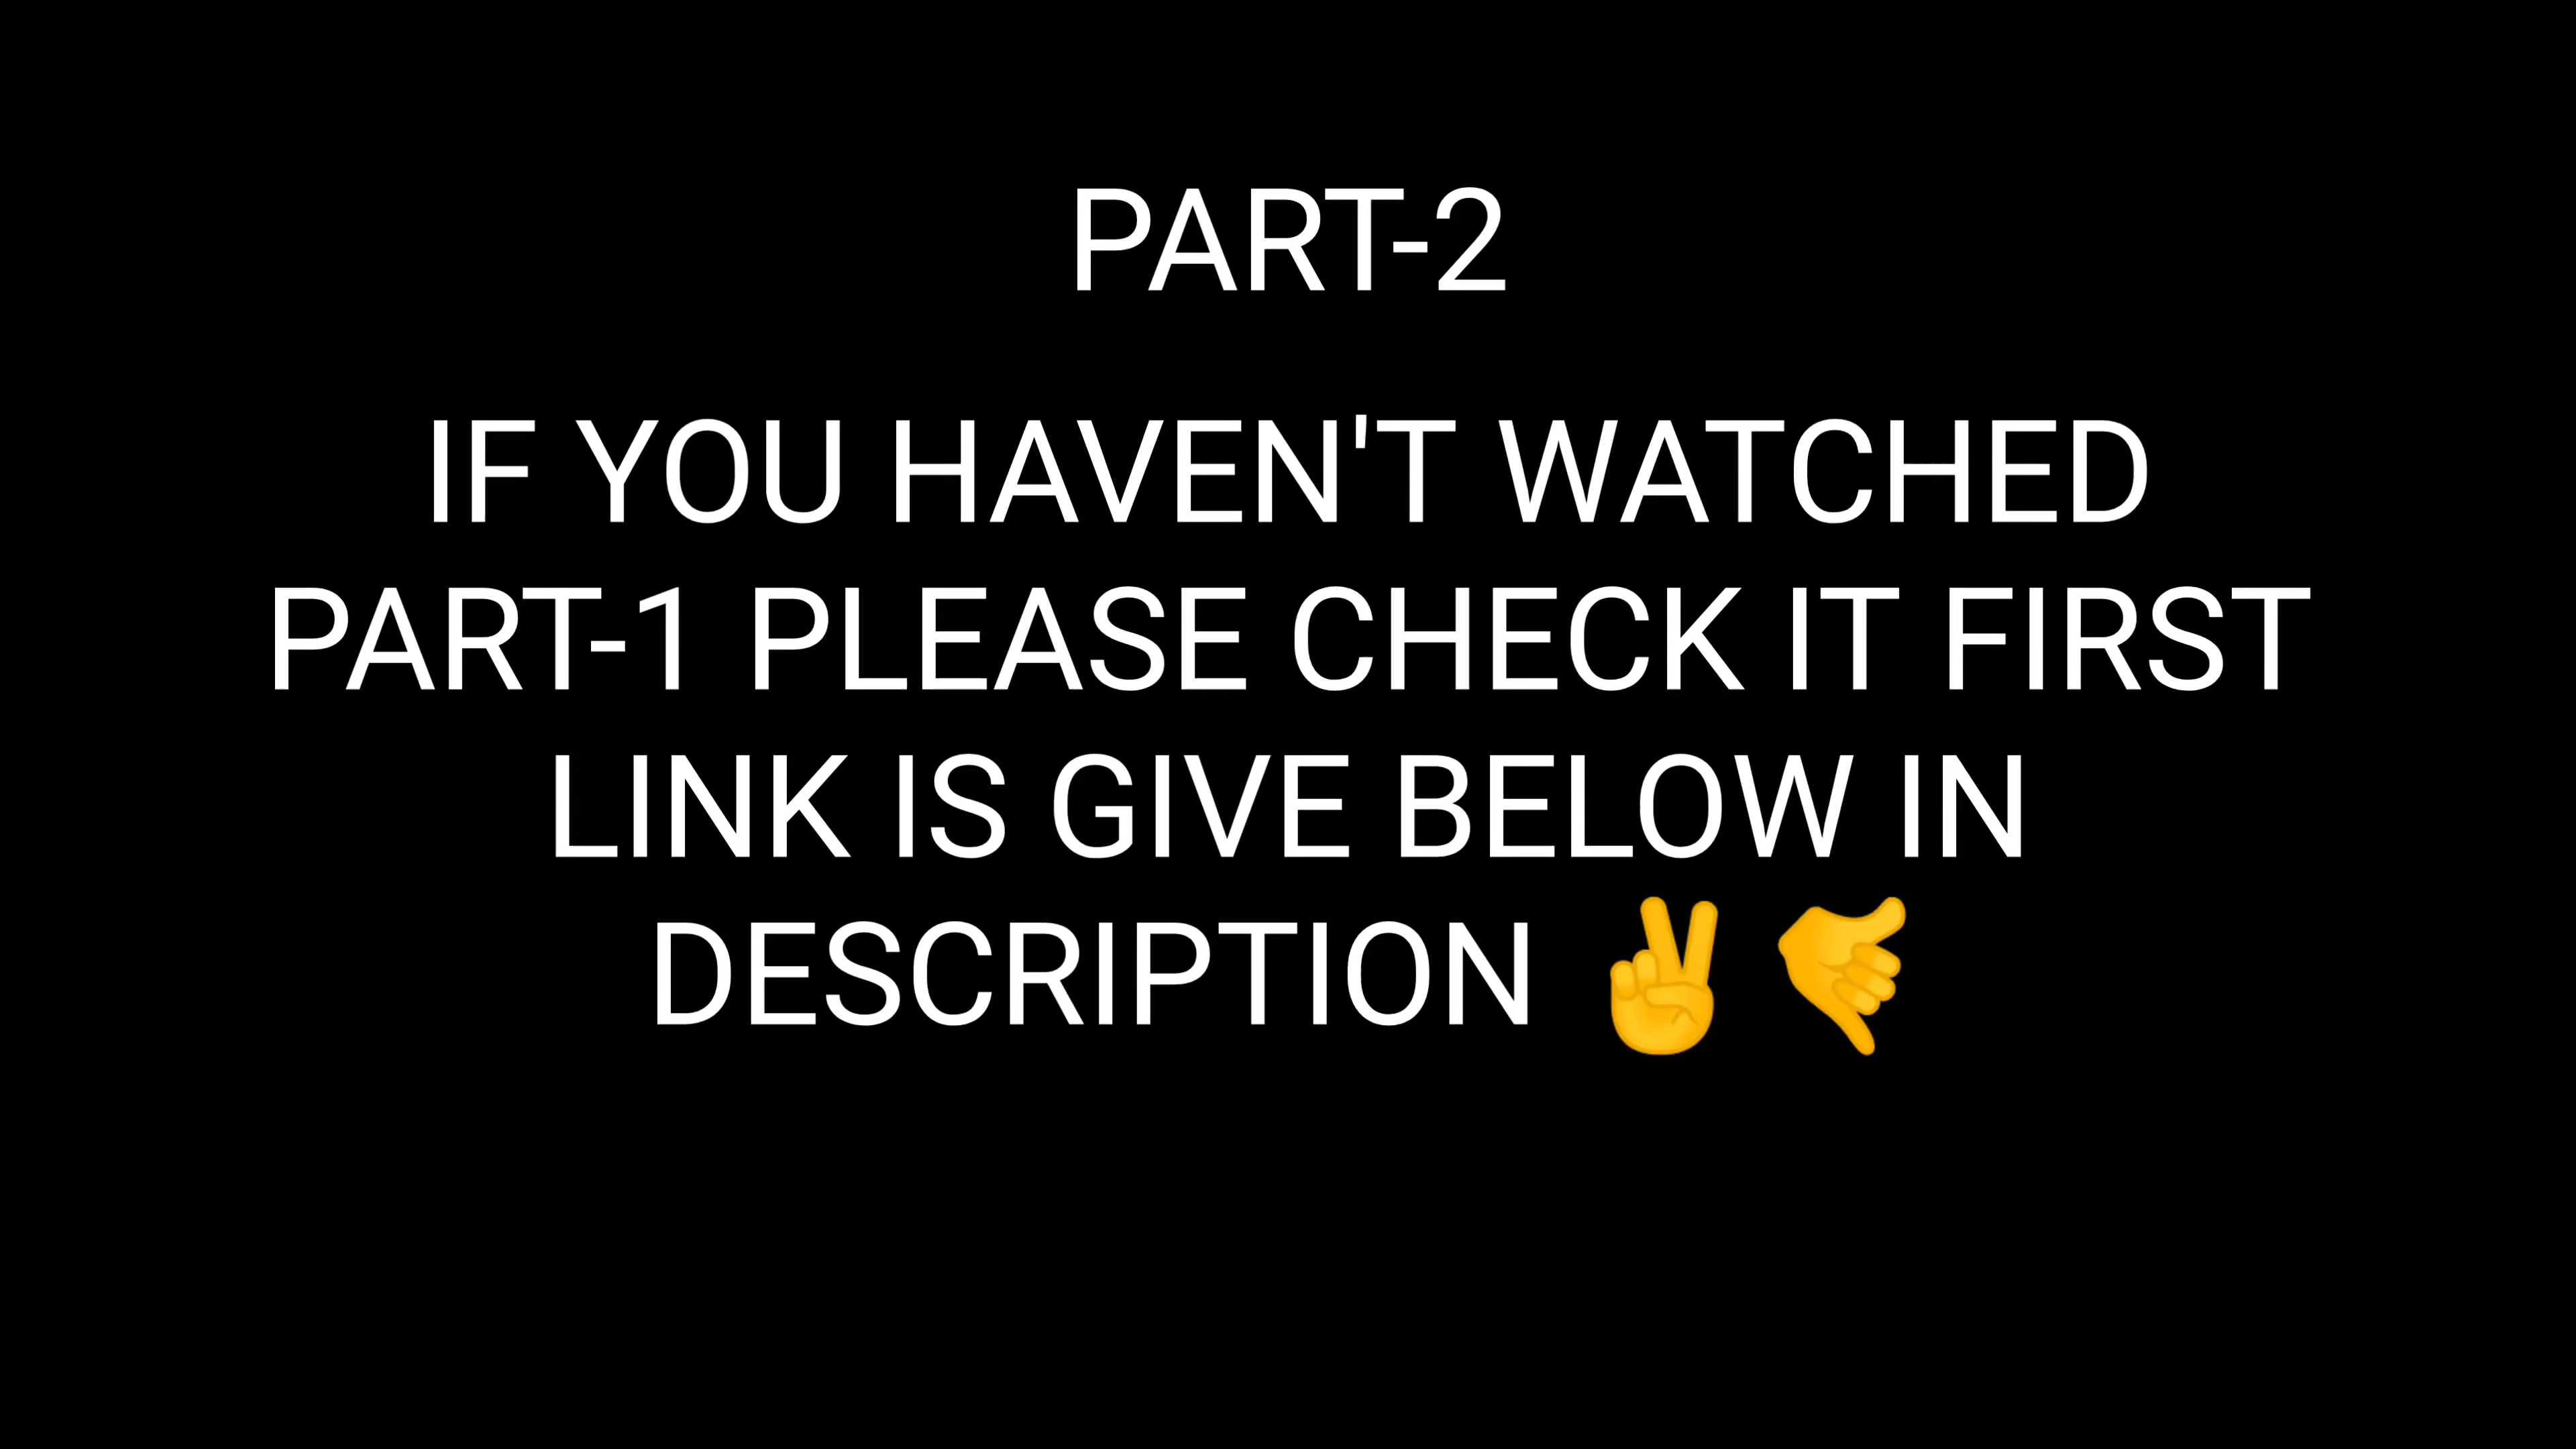 PART-2
IF YOU HAVEN'T WATCHED
PART-1 PLEASE CHECK IT FIRST
LINK IS GIVE BELOW IN
DESCRIPTION ✌️🤙